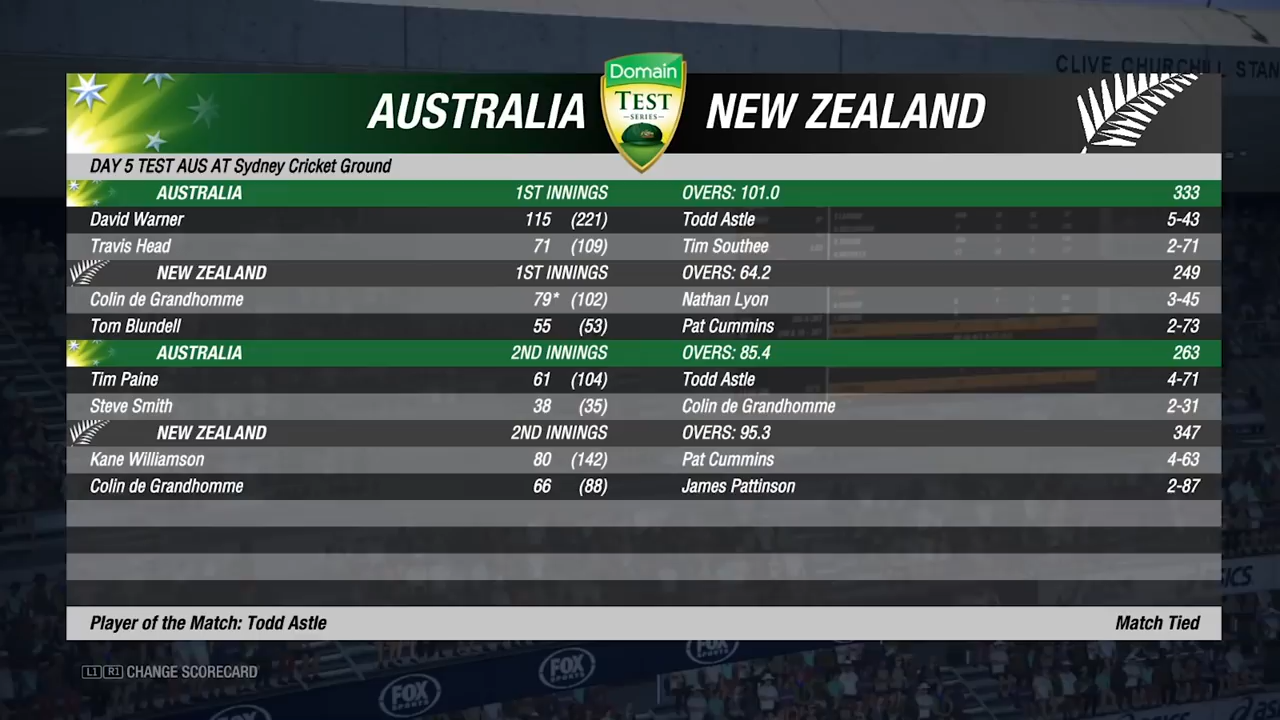 CLIVE CHURCHILL STAN
AUSTRALIA Domain TEST SERIES NEW ZEALAND
DAY 5 TEST AUS AT Sydney Cricket Ground
AUSTRALIA 1ST INNINGS OVERS: 101.0 333
David Warner 115 (221) Todd Astle 5-43
Travis Head 71 (109) Tim Southee 2-71
NEW ZEALAND 1ST INNINGS OVERS: 64.2 249
Colin de Grandhomme 79* (102) Nathan Lyon 3-45
Tom Blundell 55 (53) Pat Cummins 2-73
AUSTRALIA 2ND INNINGS OVERS: 85.4 263
Tim Paine 61 (104) Todd Astle 4-71
Steve Smith 38 (35) Colin de Grandhomme 2-31
NEW ZEALAND 2ND INNINGS OVERS: 95.3 347
Kane Williamson 80 (142) Pat Cummins 4-63
Colin de Grandhomme 66 (88) James Pattinson 2-87
Player of the Match: Todd Astle Match Tied
L1 R1 CHANGE SCORECARD
FOX SPORTS
FOX
FOX